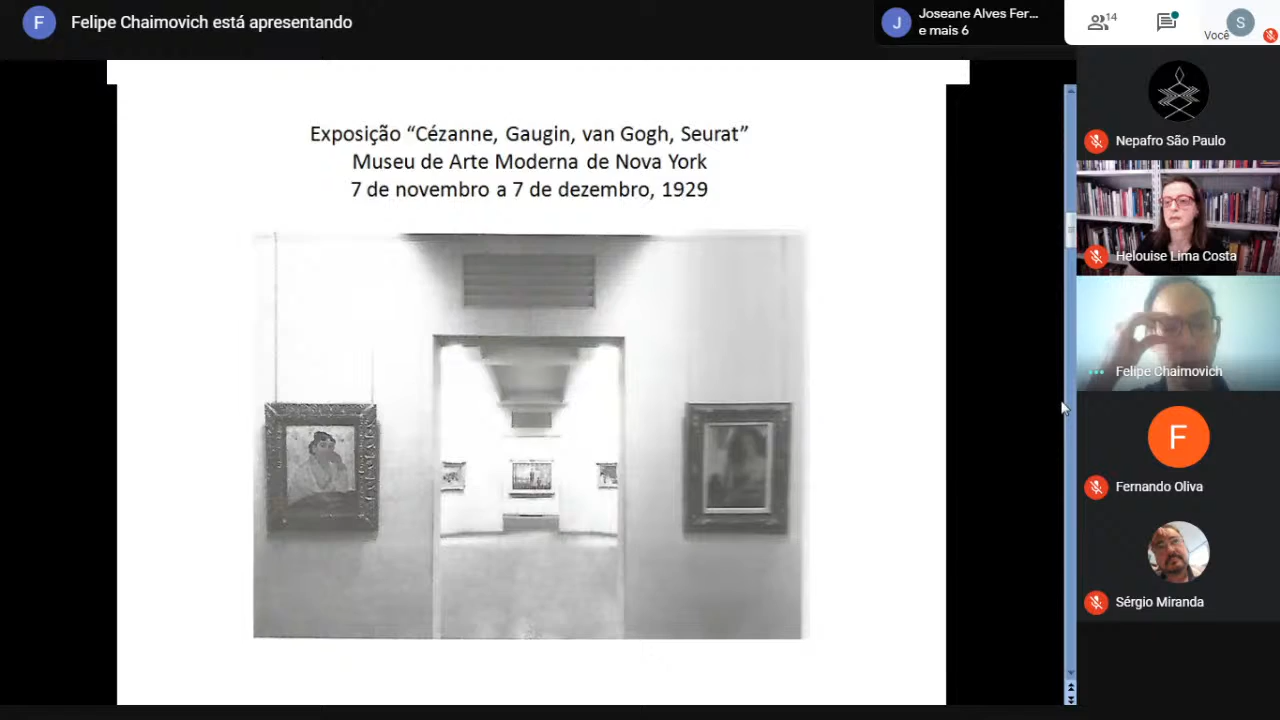 F
Felipe Chaimovich está apresentando
J
Joseane Alves Fer...
e mais 6
14
S
Você
Exposição “Cézanne, Gaugin, van Gogh, Seurat”
Museu de Arte Moderna de Nova York
7 de novembro a 7 de dezembro, 1929
Nepafro São Paulo
Helouise Lima Costa
Felipe Chaimovich
F
Fernando Oliva
Sérgio Miranda